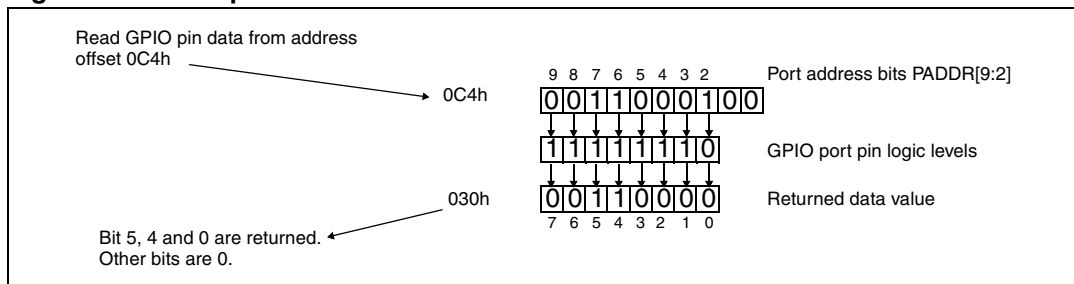 Read GPIO pin data from address
offset 0C4h
9 8 7 6 5 4 3 2 Port address bits PADDR[9:2]
0C4h 0 0 1 1 0 0 0 1 0 0
1 1 1 1 1 1 1 0 GPIO port pin logic levels
030h 0 0 1 1 0 0 0 0 Returned data value
7 6 5 4 3 2 1 0
Bit 5, 4 and 0 are returned.
Other bits are 0.